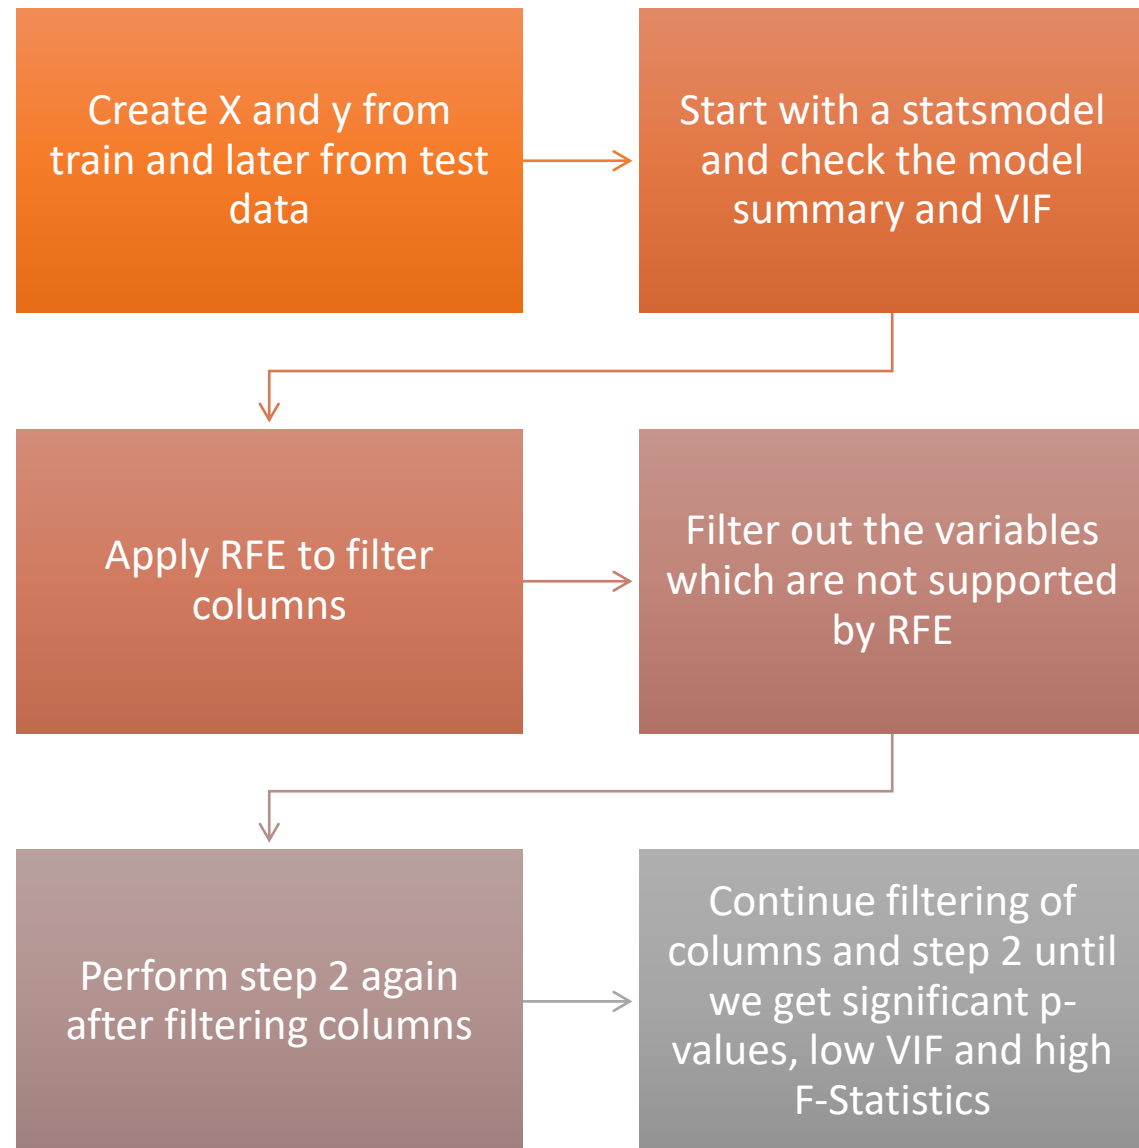 Create X and y from
train and later from test
data
Start with a statsmodel
and check the model
summary and VIF
Apply RFE to filter
columns
Filter out the variables
which are not supported
by RFE
Perform step 2 again
after filtering columns
Continue filtering of
columns and step 2 until
we get significant p-
values, low VIF and high
F-Statistics